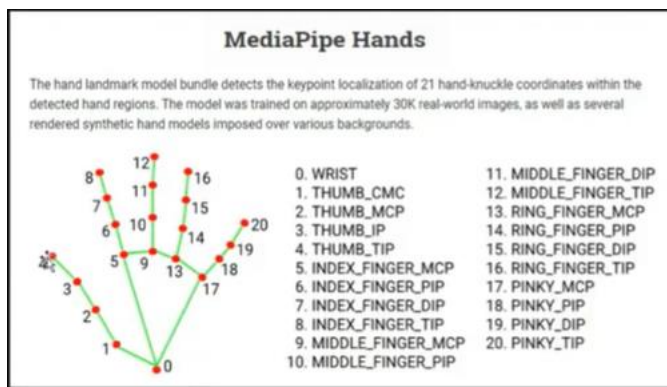 MediaPipe Hands
The hand landmark model bundle detects the keypoint localization of 21 hand-knuckle coordinates within the
detected hand regions. The model was trained on approximately 30K real-world images, as well as several
rendered synthetic hand models imposed over various backgrounds.
12
8
16
11
7
15
20
6
10
14
19
4
5
9
13
18
3
17
2
1
0
0. WRIST
1. THUMB_CMC
2. THUMB_MCP
3. THUMB_IP
4. THUMB_TIP
5. INDEX_FINGER_MCP
6. INDEX_FINGER_PIP
7. INDEX_FINGER_DIP
8. INDEX_FINGER_TIP
9. MIDDLE_FINGER_MCP
10. MIDDLE_FINGER_PIP
11. MIDDLE_FINGER_DIP
12. MIDDLE_FINGER_TIP
13. RING_FINGER_MCP
14. RING_FINGER_PIP
15. RING_FINGER_DIP
16. RING_FINGER_TIP
17. PINKY_MCP
18. PINKY_PIP
19. PINKY_DIP
20. PINKY_TIP